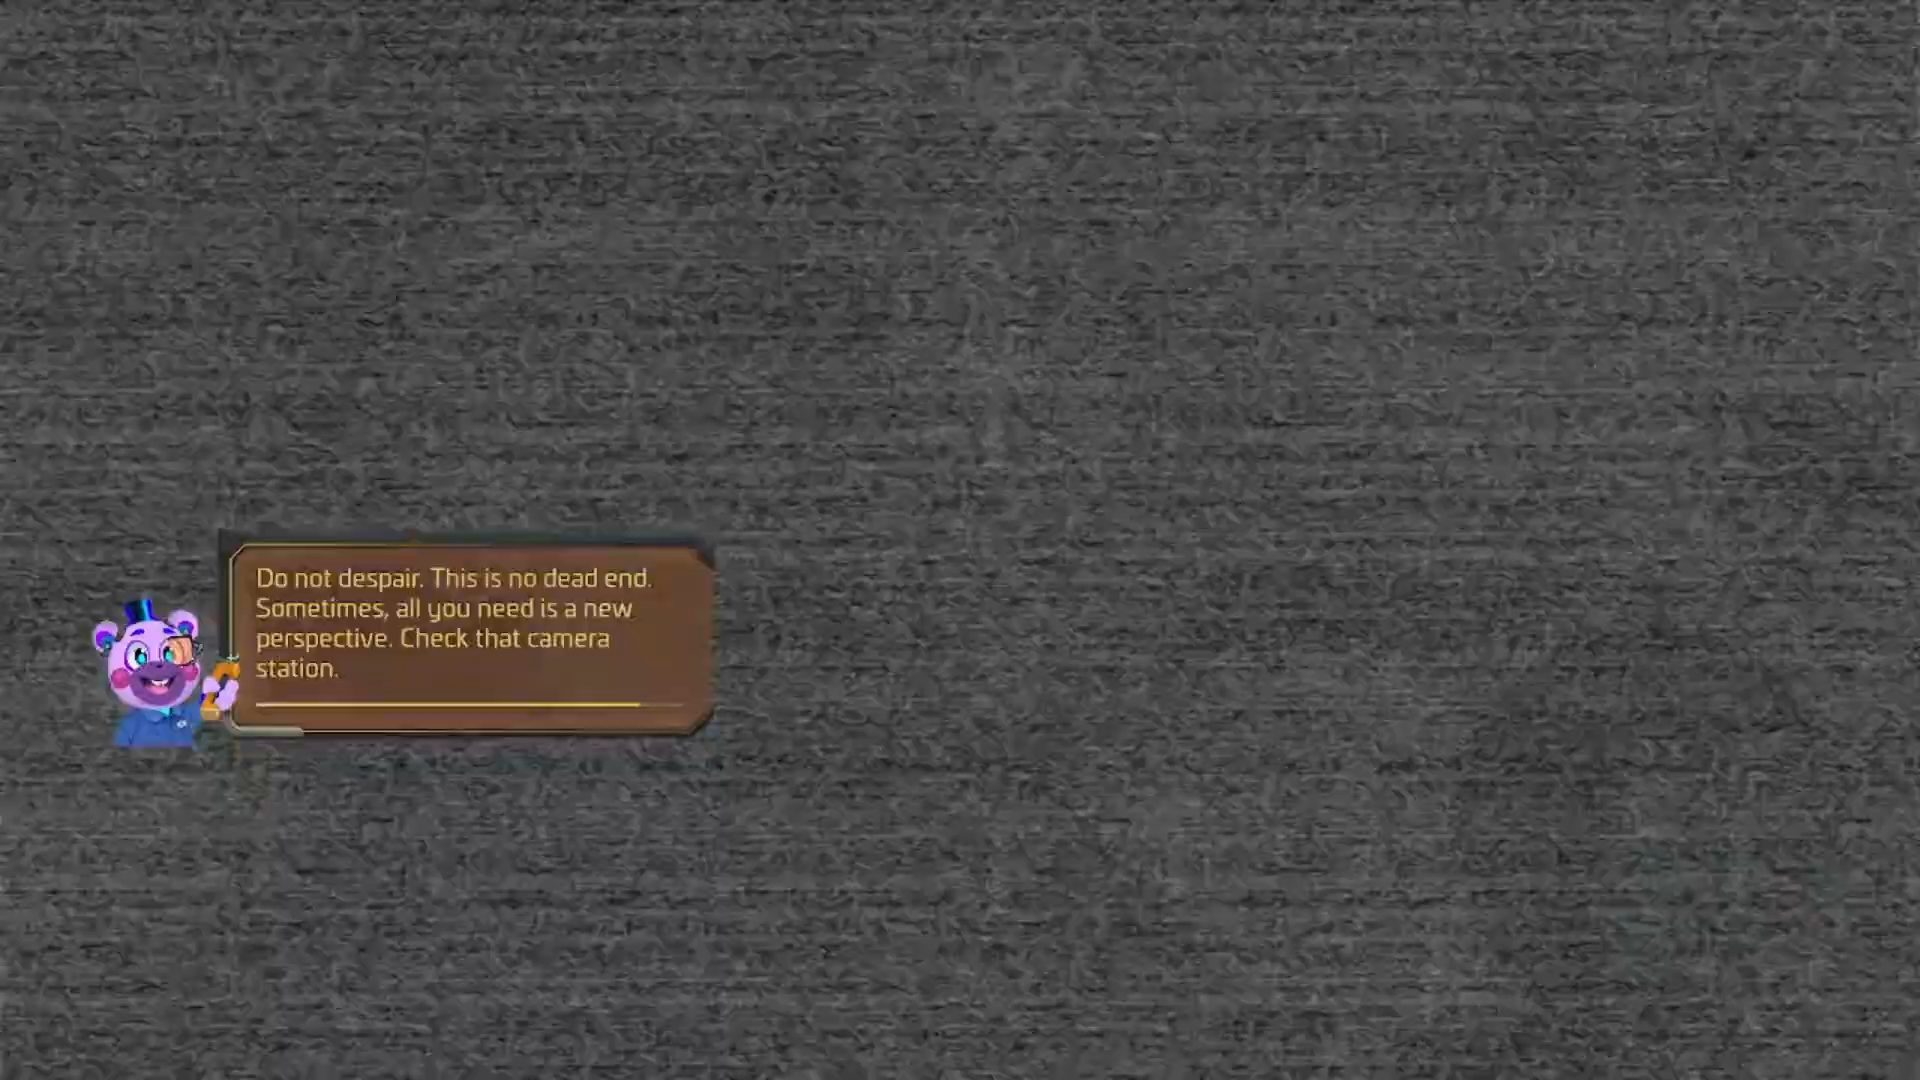 Do not despair. This is no dead end.
Sometimes, all you need is a new
perspective. Check that camera
station.